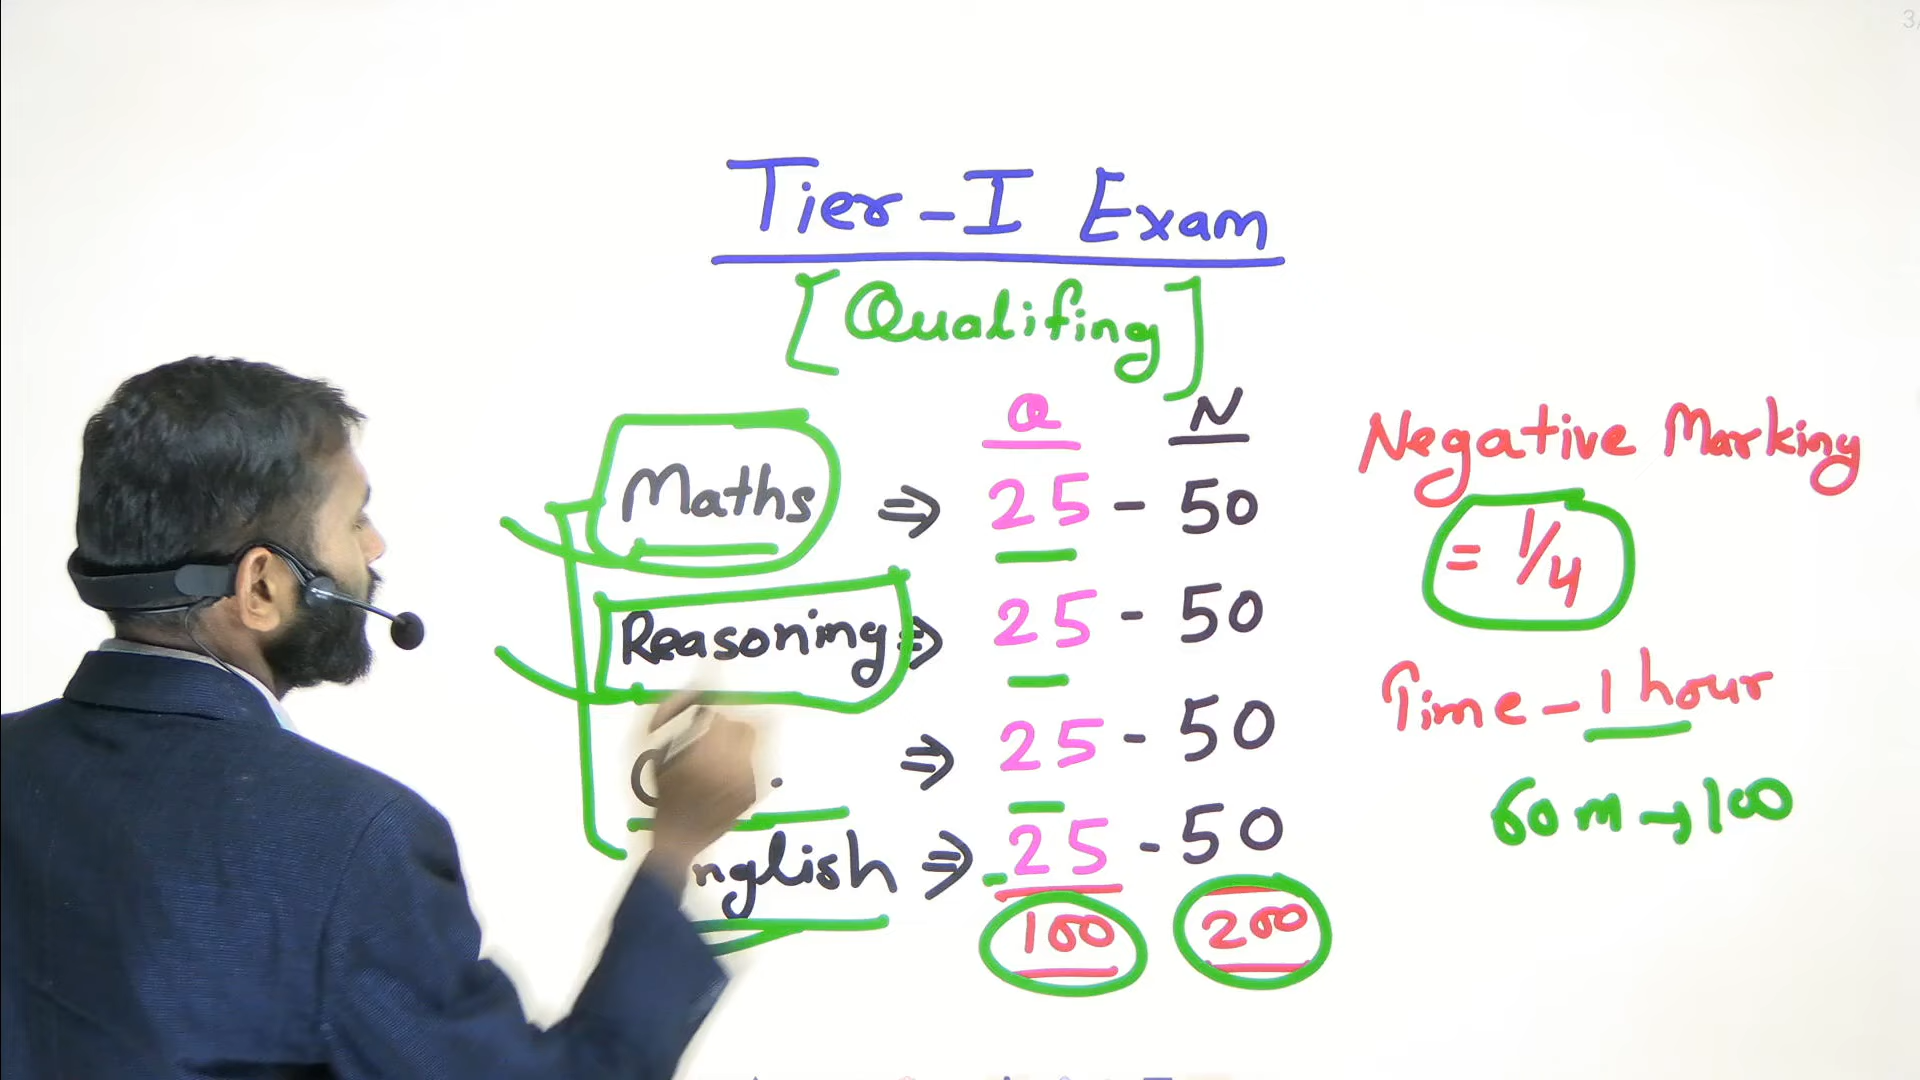 Tier-I Exam
[Qualifing]
Q N
Maths ⇒ 25 - 50
Reasoning ⇒ 25 - 50
⇒ 25 - 50
nglish ⇒ 25 - 50
100 200
Negative Marking
= 1/4
Time - 1 hour
60 m → 100